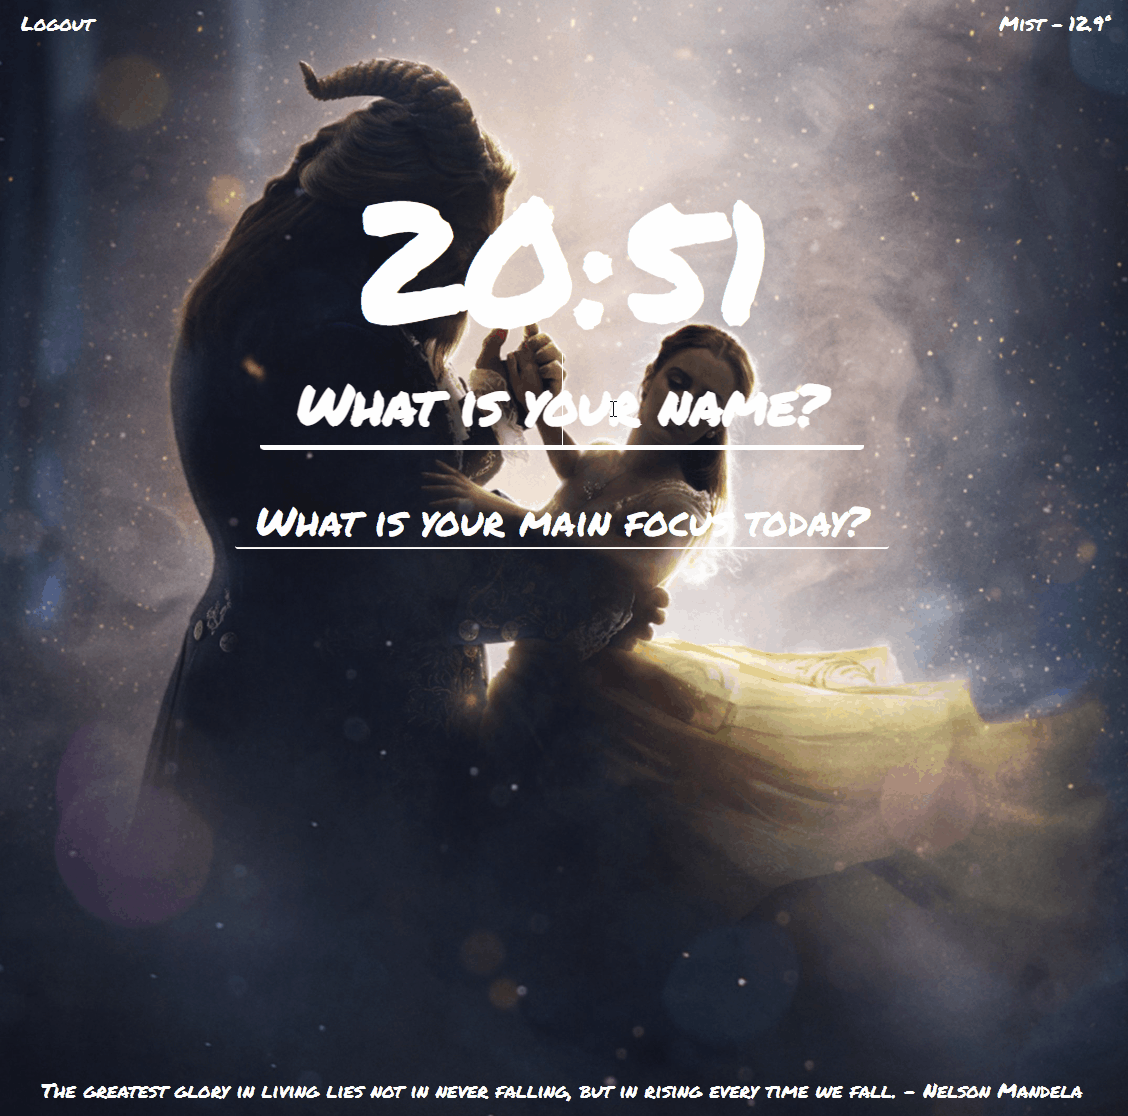 Logout
Mist - 12.9°
20:51
What is your name?
What is your main focus today?
The greatest glory in living lies not in never falling, but in rising every time we fall. - Nelson Mandela